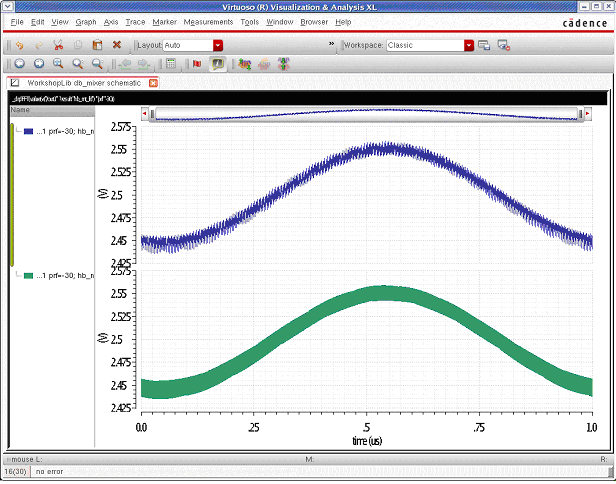 Virtuoso (R) Visualization & Analysis XL
File Edit View Graph Axis Trace Marker Measurements Tools Window Browser Help
cādence
Layout: Auto
» Workspace: Classic
WorkshopLib db_mixer schematic
Name
...1 prf=-30; hb_n
2.575
2.55
2.525
2.5
2.475
2.45
2.425
(V)
...1 prf=-30; hb_n
2.575
2.55
2.525
2.5
2.475
2.45
2.425
(V)
0.0 .25 .5 .75 1.0
time (us)
mouse L: M: R:
16(30) no error